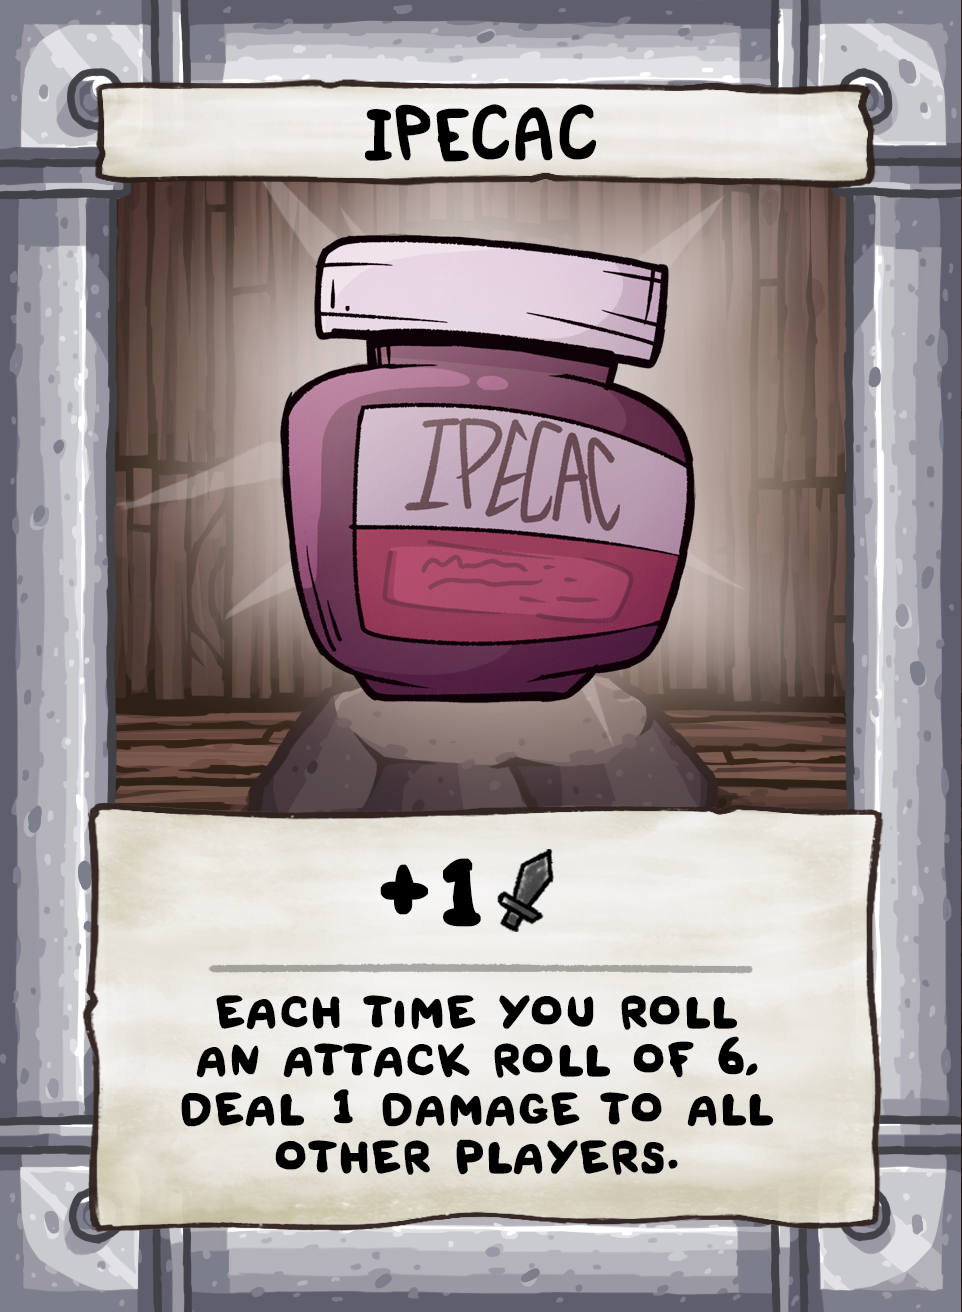 IPECAC
IPECAC
+1
EACH TIME YOU ROLL
AN ATTACK ROLL OF 6,
DEAL 1 DAMAGE TO ALL
OTHER PLAYERS.